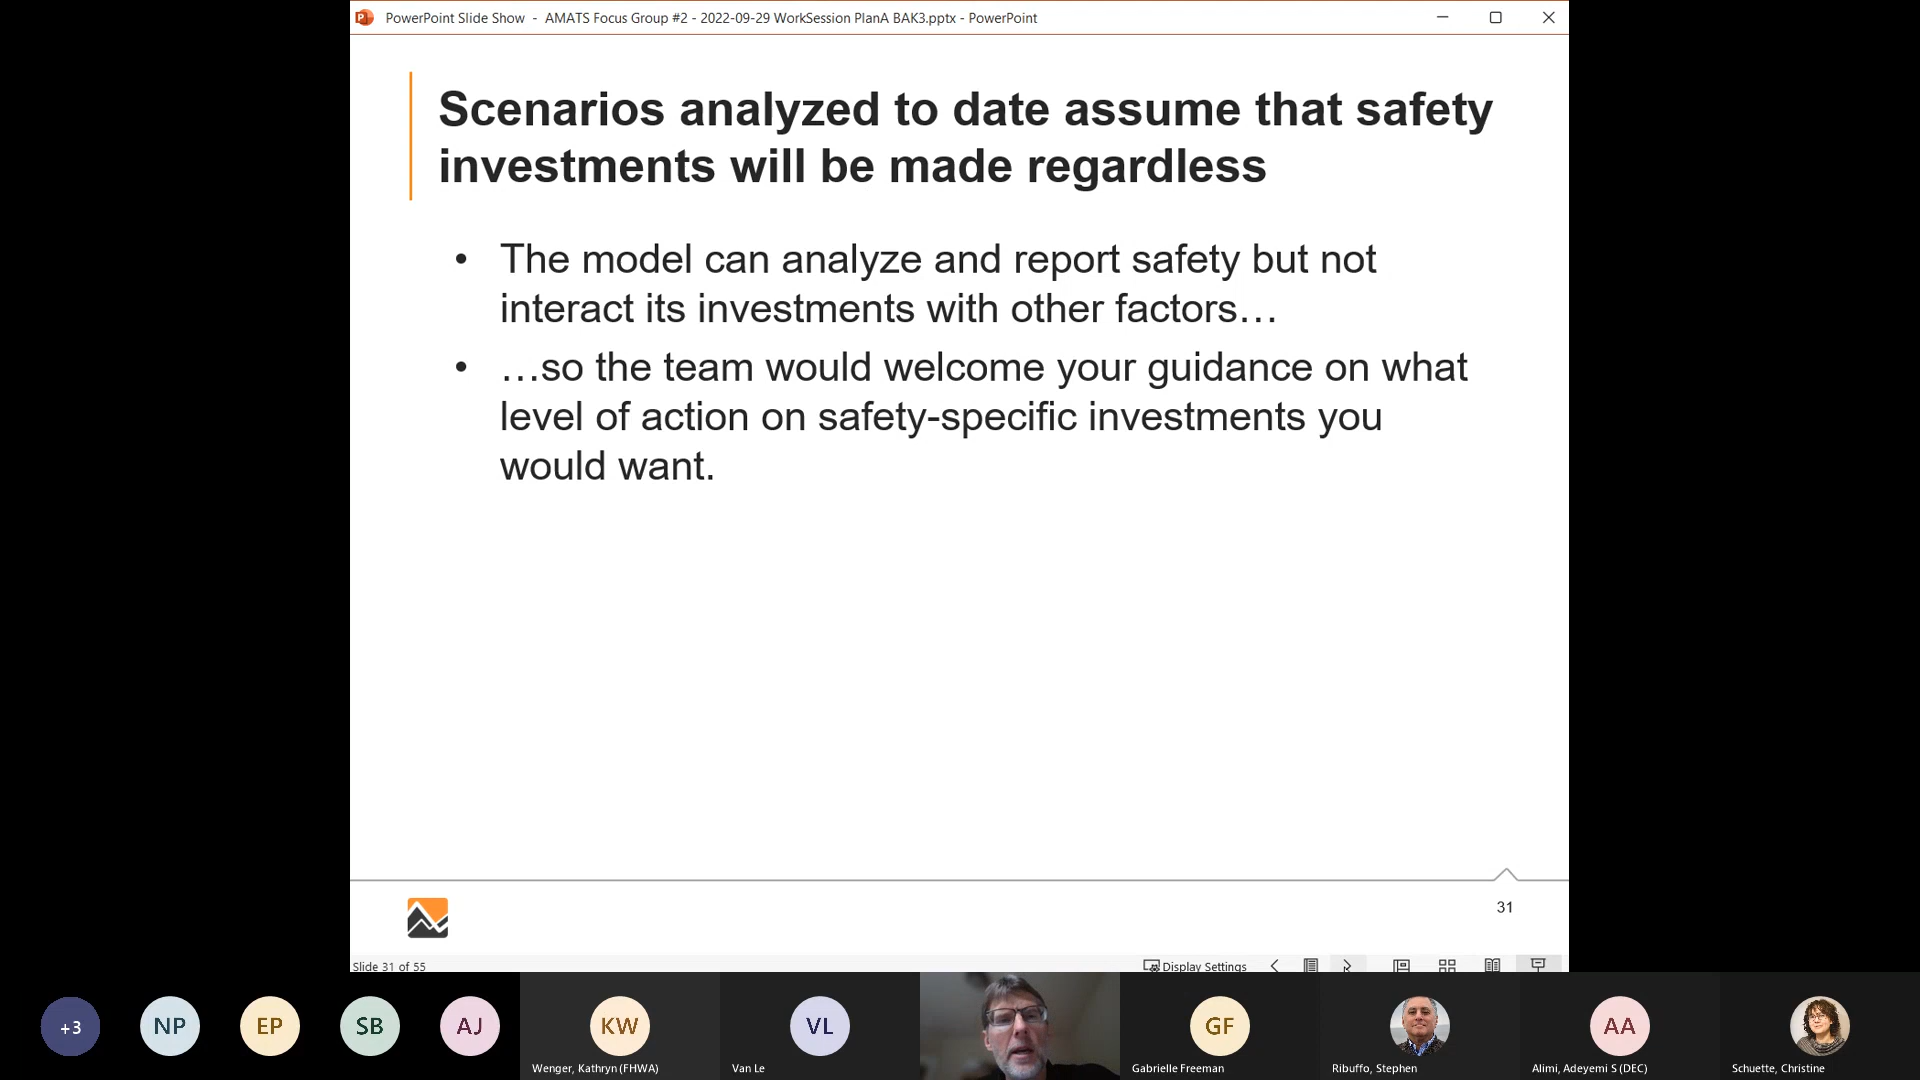 PowerPoint Slide Show - AMATS Focus Group #2 - 2022-09-29 WorkSession PlanA BAK3.pptx - PowerPoint
Scenarios analyzed to date assume that safety
investments will be made regardless
• The model can analyze and report safety but not
interact its investments with other factors…
• …so the team would welcome your guidance on what
level of action on safety-specific investments you
would want.
31
Slide 31 of 55
Display Settings
+3
NP
EP
SB
AJ
KW
VL
GF
AA
Wenger, Kathryn (FHWA)
Van Le
Gabrielle Freeman
Ribuffo, Stephen
Alimi, Adeyemi S (DEC)
Schuette, Christine